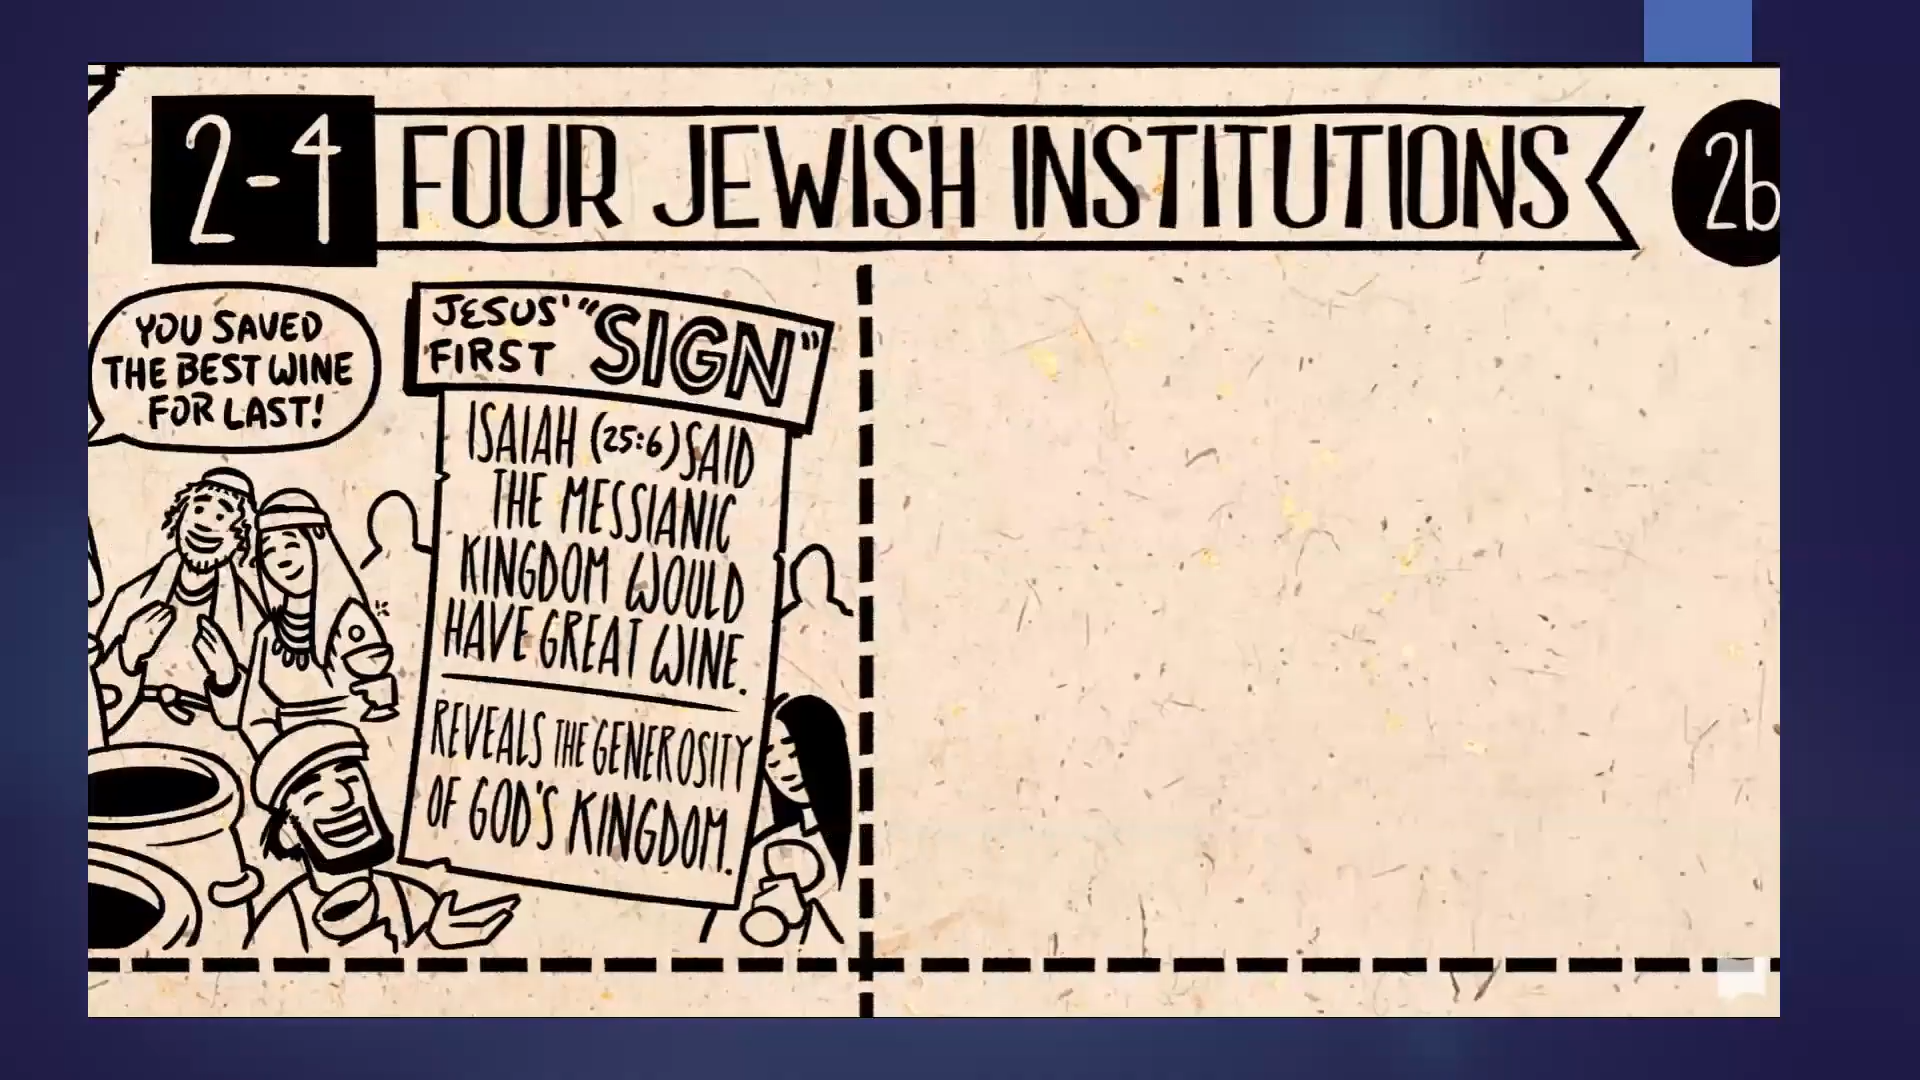 2-4 FOUR JEWISH INSTITUTIONS 2b
YOU SAVED
THE BEST WINE
FOR LAST!
JESUS' "SIGN"
FIRST
ISAIAH (25:6) SAID
THE MESSIANIC
KINGDOM WOULD
HAVE GREAT WINE.
REVEALS THE GENEROSITY
OF GOD'S KINGDOM.